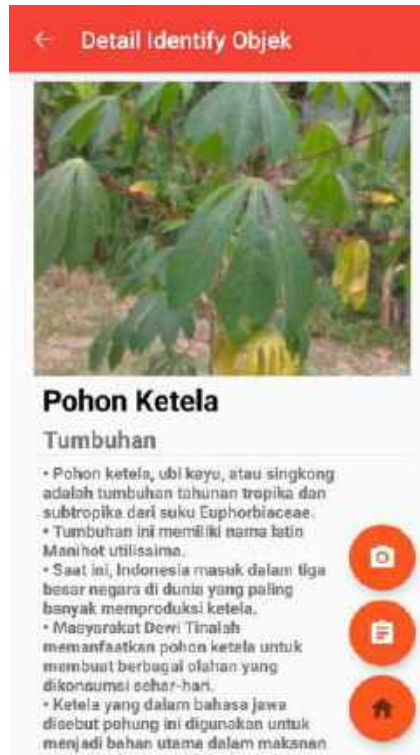 Detail Identify Objek
Pohon Ketela
Tumbuhan
• Pohon ketela, ubi kayu, atau singkong
adalah tumbuhan tahunan tropika dan
subtropika dari suku Euphorbiaceae.
• Tumbuhan ini memiliki nama latin
Manihot utilissima.
• Saat ini, Indonesia masuk dalam tiga
besar negara di dunia yang paling
banyak memproduksi ketela.
• Masyarakat Dewi Tinalah
memanfaatkan pohon ketela untuk
membuat berbagai olahan yang
dikonsumsi sehar-hari.
• Ketela yang dalam bahasa jawa
disebut pohung ini digunakan untuk
menjadi bahan utama dalam makanan